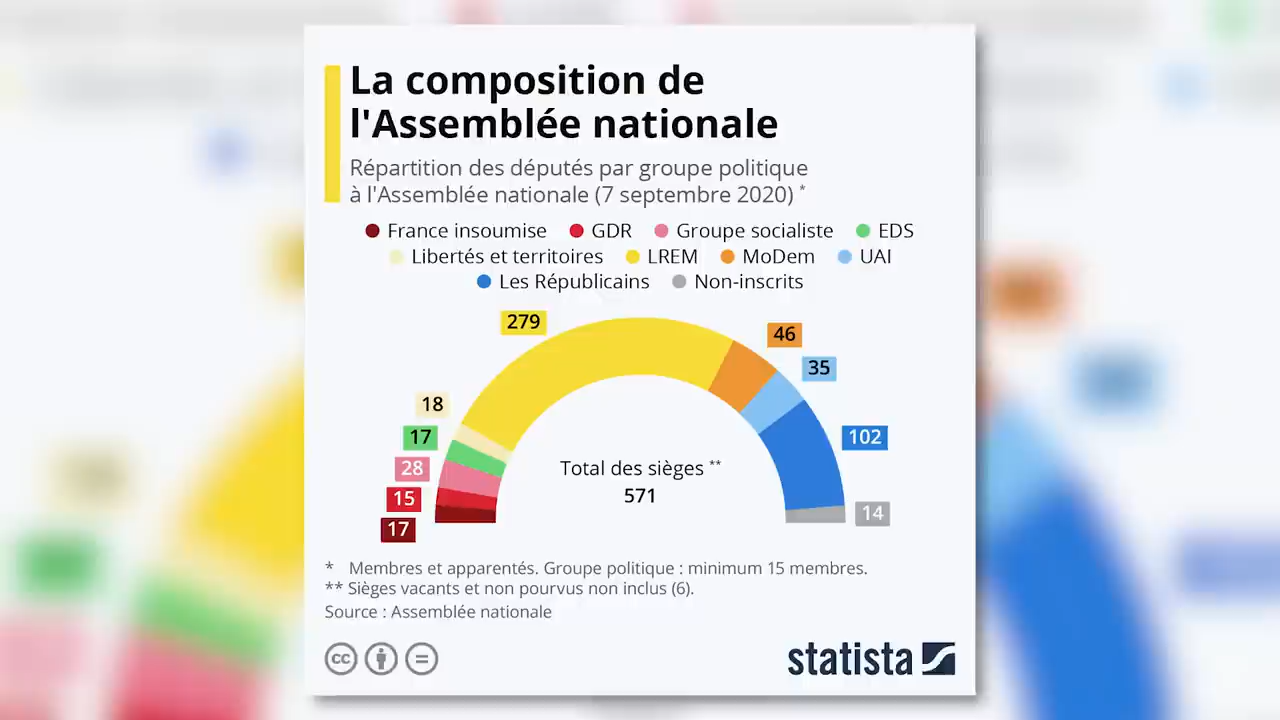 La composition de
l'Assemblée nationale
Répartition des députés par groupe politique
à l'Assemblée nationale (7 septembre 2020) *
France insoumise GDR Groupe socialiste EDS
Libertés et territoires LREM MoDem UAI
Les Républicains Non-inscrits
279
46
35
18
17
102
28
15
17
14
Total des sièges **
571
* Membres et apparentés. Groupe politique : minimum 15 membres.
** Sièges vacants et non pourvus non inclus (6).
Source : Assemblée nationale
cc
statista